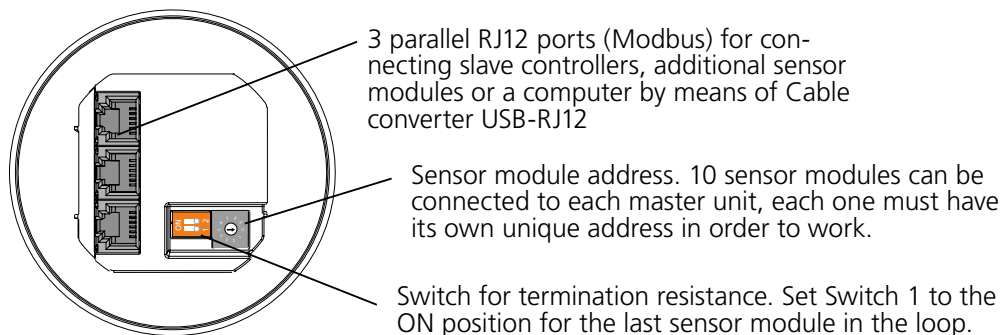 3 parallel RJ12 ports (Modbus) for con-
necting slave controllers, additional sensor
modules or a computer by means of Cable
converter USB-RJ12
Sensor module address. 10 sensor modules can be
connected to each master unit, each one must have
its own unique address in order to work.
ON
1 2
Switch for termination resistance. Set Switch 1 to the
ON position for the last sensor module in the loop.